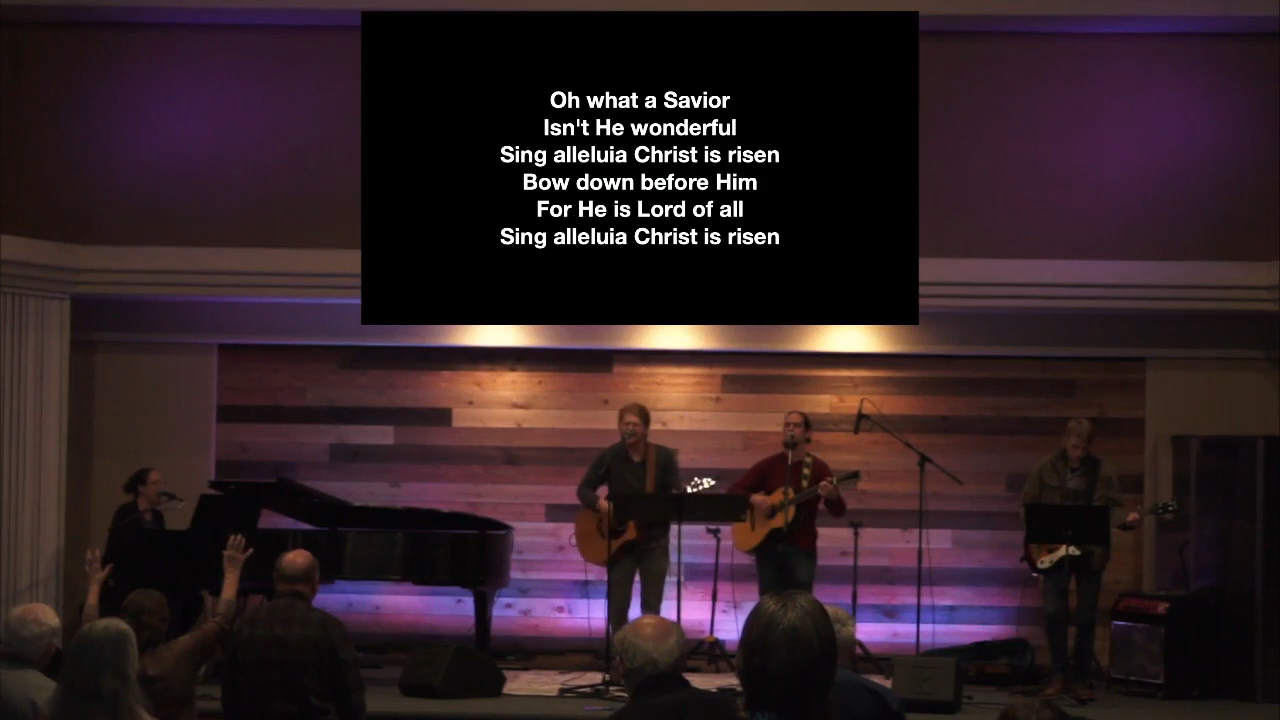 Oh what a Savior
Isn't He wonderful
Sing alleluia Christ is risen
Bow down before Him
For He is Lord of all
Sing alleluia Christ is risen